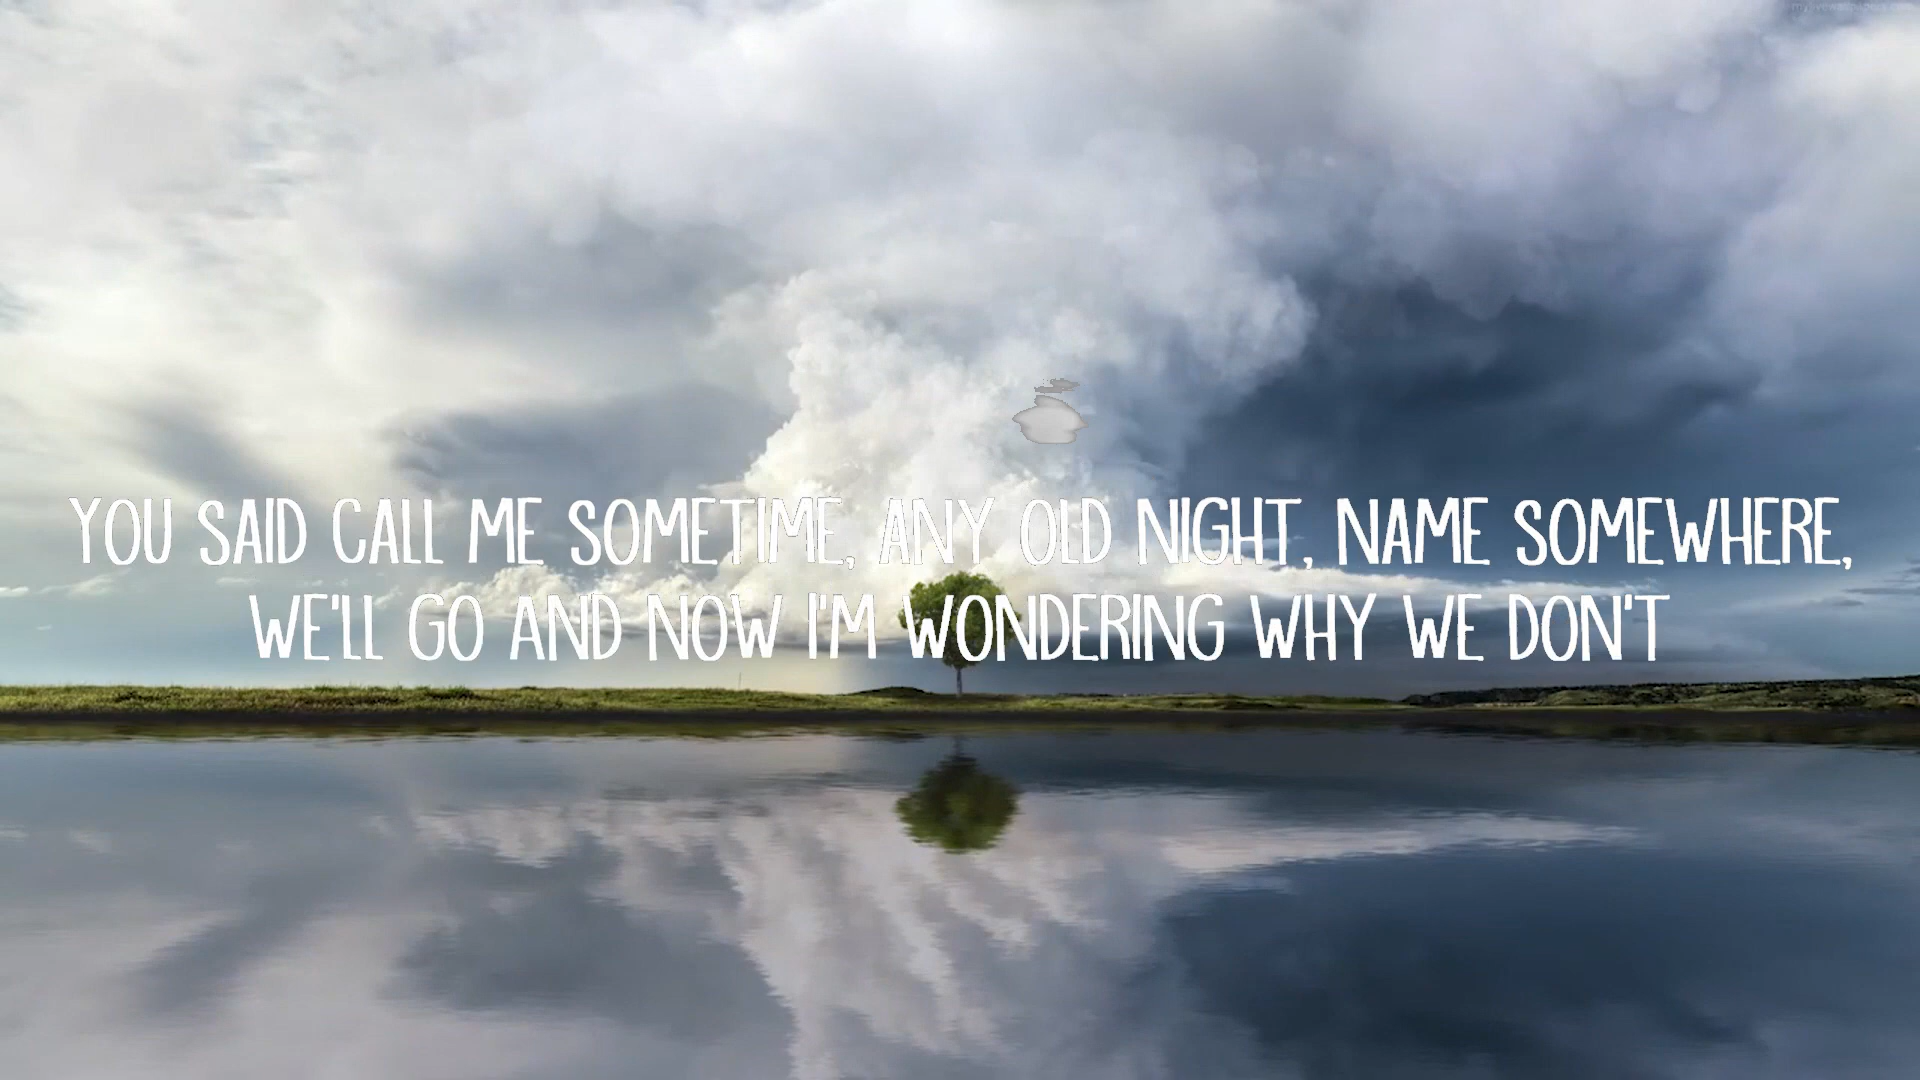 YOU SAID CALL ME SOMETIME, ANY OLD NIGHT, NAME SOMEWHERE,
WE'LL GO AND NOW I'M WONDERING WHY WE DON'T